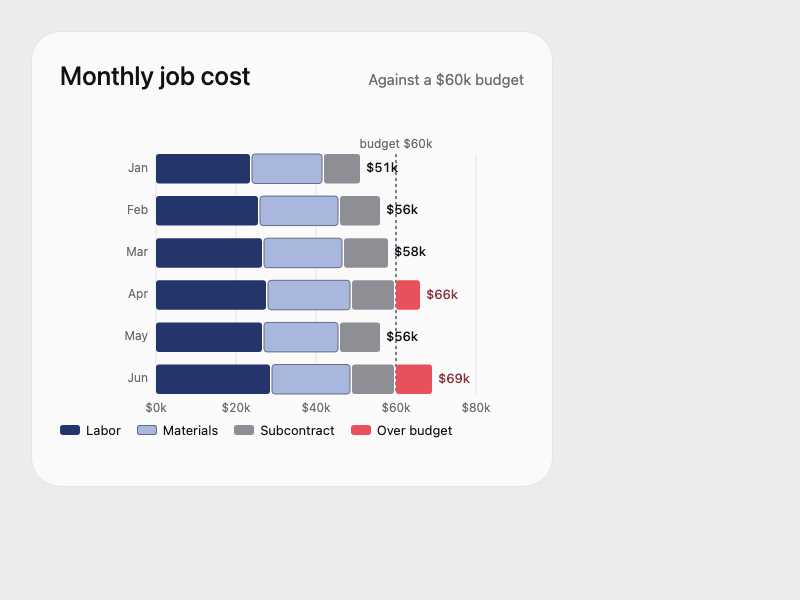 Monthly job cost
Against a $60k budget
budget $60k
Jan $51k
Feb $56k
Mar $58k
Apr $66k
May $56k
Jun $69k
$0k $20k $40k $60k $80k
Labor Materials Subcontract Over budget